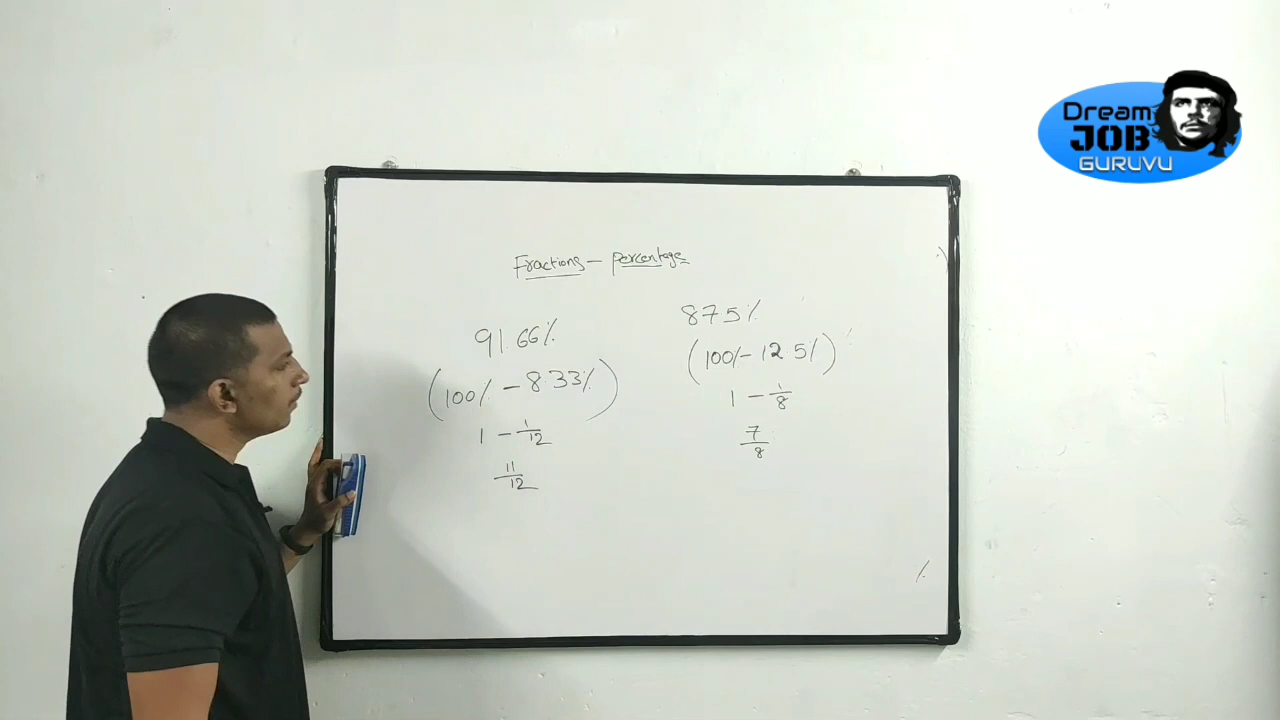 Dream
JOB
GURUVU
Fractions - percentage
91.66%
(100% - 8.33%)
1 - 1/12
11/12
87.5%
(100% - 12.5%)
1 - 1/8
7/8
%